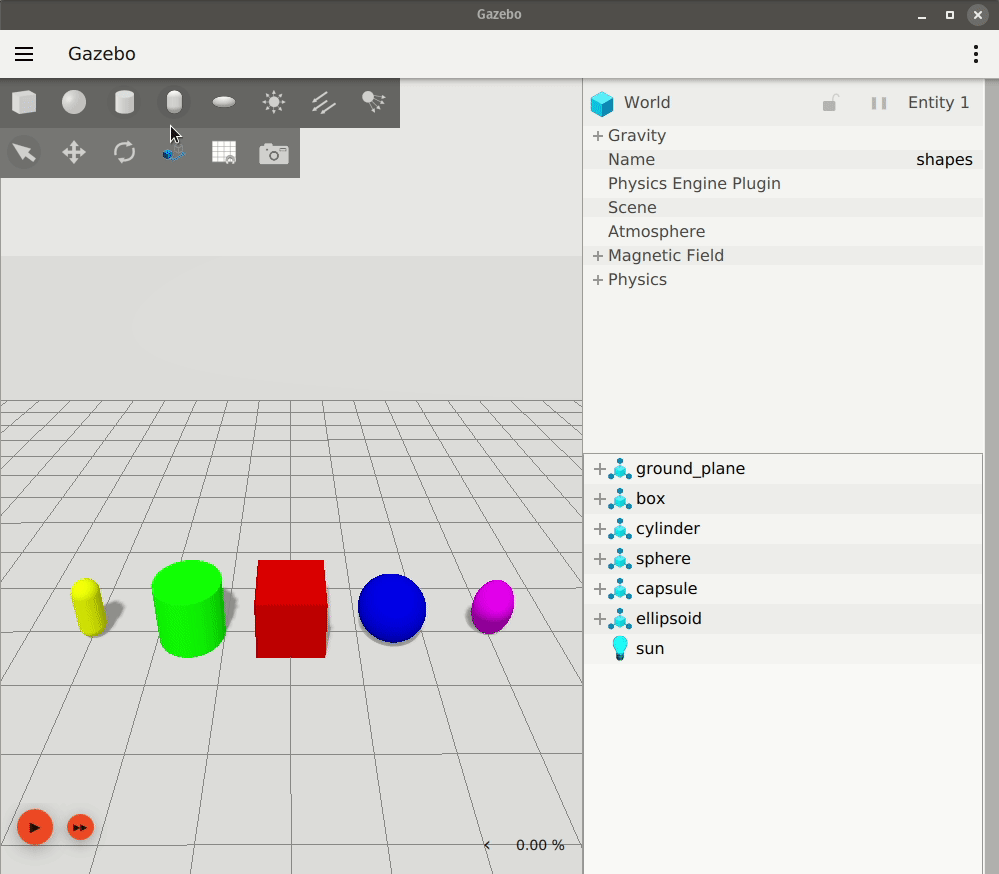 Gazebo
Gazebo
World Entity 1
Gravity
Name shapes
Physics Engine Plugin
Scene
Atmosphere
Magnetic Field
Physics
ground_plane
box
cylinder
sphere
capsule
ellipsoid
sun
0.00 %